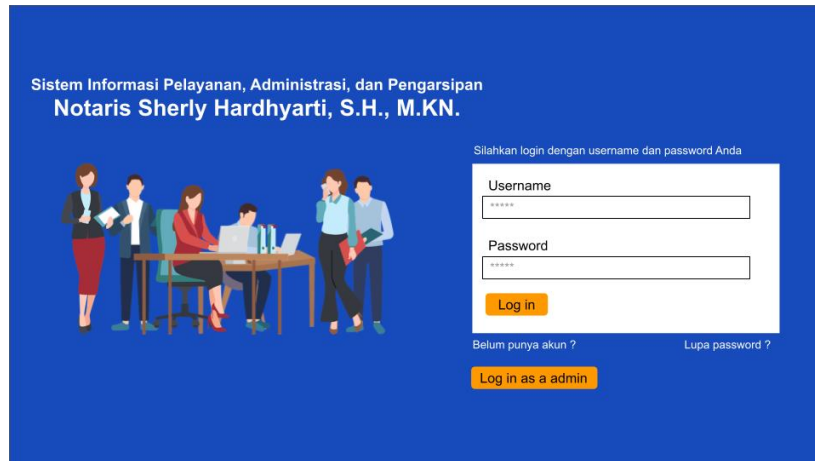 Sistem Informasi Pelayanan, Administrasi, dan Pengarsipan
Notaris Sherly Hardhyarti, S.H., M.KN.
Silahkan login dengan username dan password Anda
Username
*****
Password
*****
Log in
Belum punya akun ?
Lupa password ?
Log in as a admin